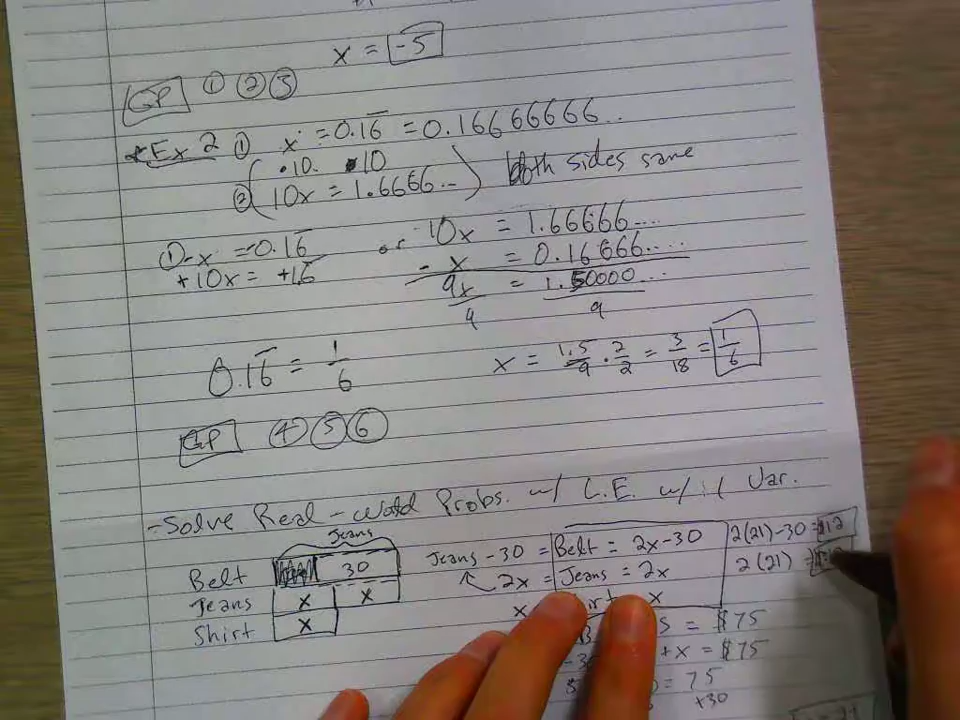 x = -5
GP ① ② ③
*Ex 2 ① x = 0.16̅ = 0.16666666...
·10 ·10
② (10x = 1.6666...) both sides same
① -x = -0.16̅ or 10x = 1.66666...
+10x = +1.6̅ - x = 0.16666...
9x = 1.50000...
9 9
0.16̅ = 1/6 x = 1.5/9 · 2/2 = 3/18 = 1/6
GP ④ ⑤ ⑥
- Solve Real-World Probs. w/ L.E. w/ 1 Var.
Jeans
Belt 30 Jeans - 30 = Belt = 2x-30 2(21)-30 = $12
Jeans x x 2x = Jeans = 2x 2(21) =
Shirt x x x
= $75
+x = $75
= 75
+30